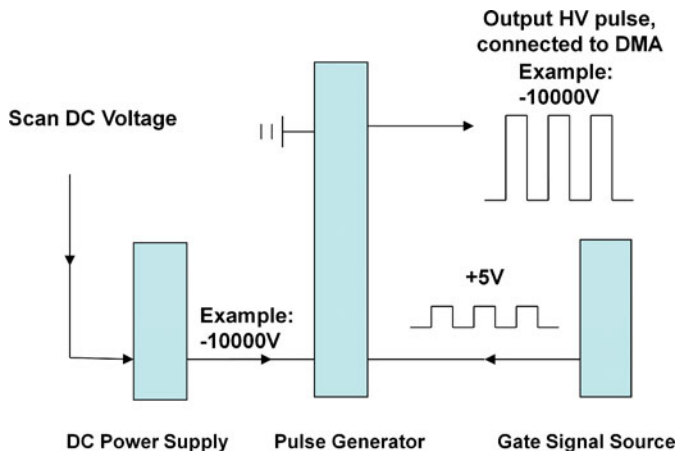 Output HV pulse,
connected to DMA
Example:
-10000V
Scan DC Voltage
+5V
Example:
-10000V
DC Power Supply
Pulse Generator
Gate Signal Source